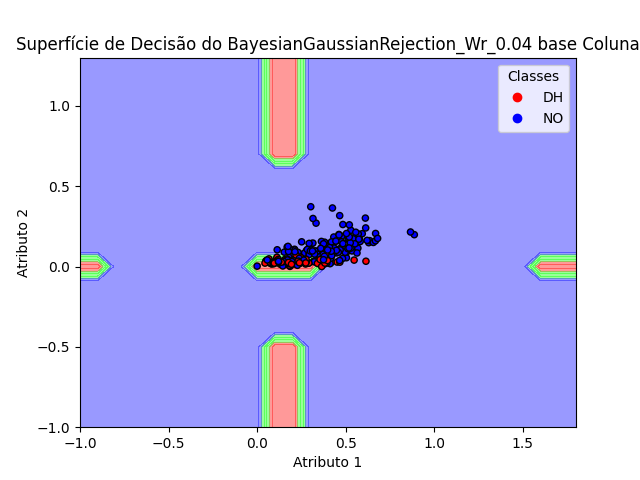 Superfície de Decisão do BayesianGaussianRejection_Wr_0.04 base Coluna
Classes
DH
NO
1.0
0.5
0.0
−0.5
−1.0
Atributo 2
−1.0
−0.5
0.0
0.5
1.0
1.5
Atributo 1